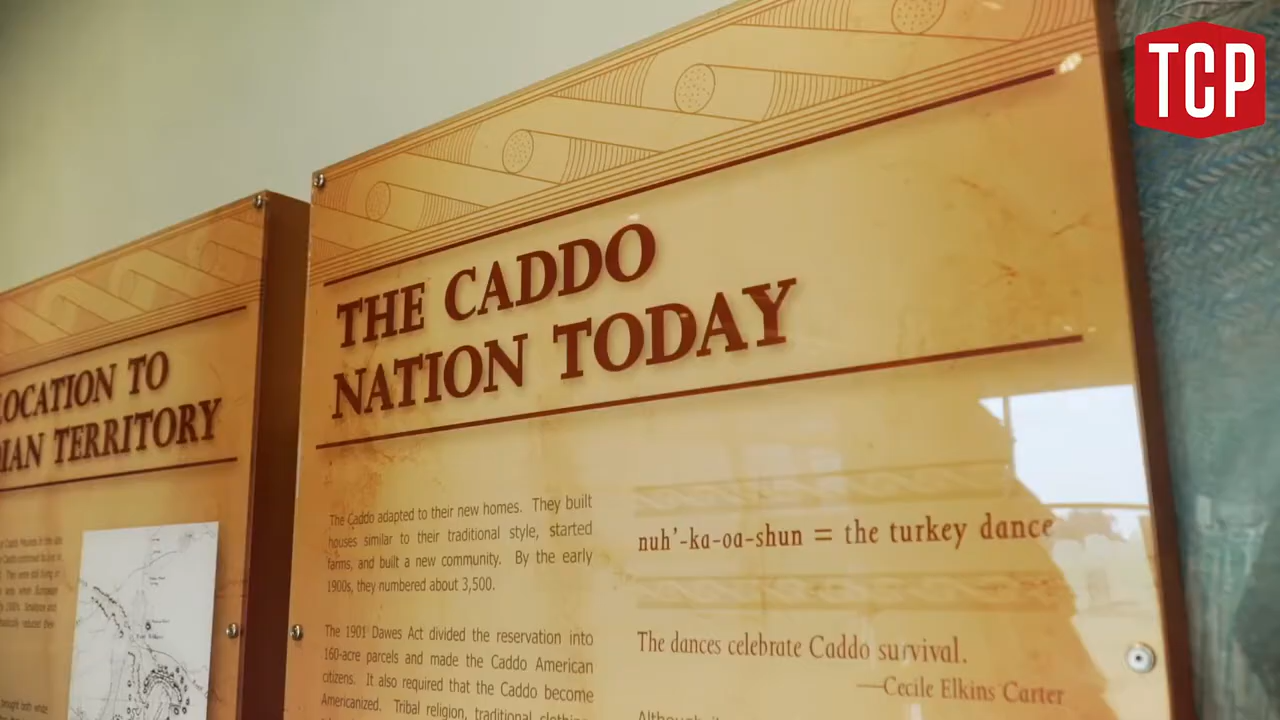 TCP
LOCATION TO
DIAN TERRITORY
THE CADDO
NATION TODAY
The Caddo adapted to their new homes. They built
houses similar to their traditional style, started
farms, and built a new community. By the early
1900s, they numbered about 3,500.
The 1901 Dawes Act divided the reservation into
160-acre parcels and made the Caddo American
citizens. It also required that the Caddo become
Americanized. Tribal religion, traditional clothing,
nuh'-ka-oa-shun = the turkey dance
The dances celebrate Caddo survival.
—Cecile Elkins Carter
Although